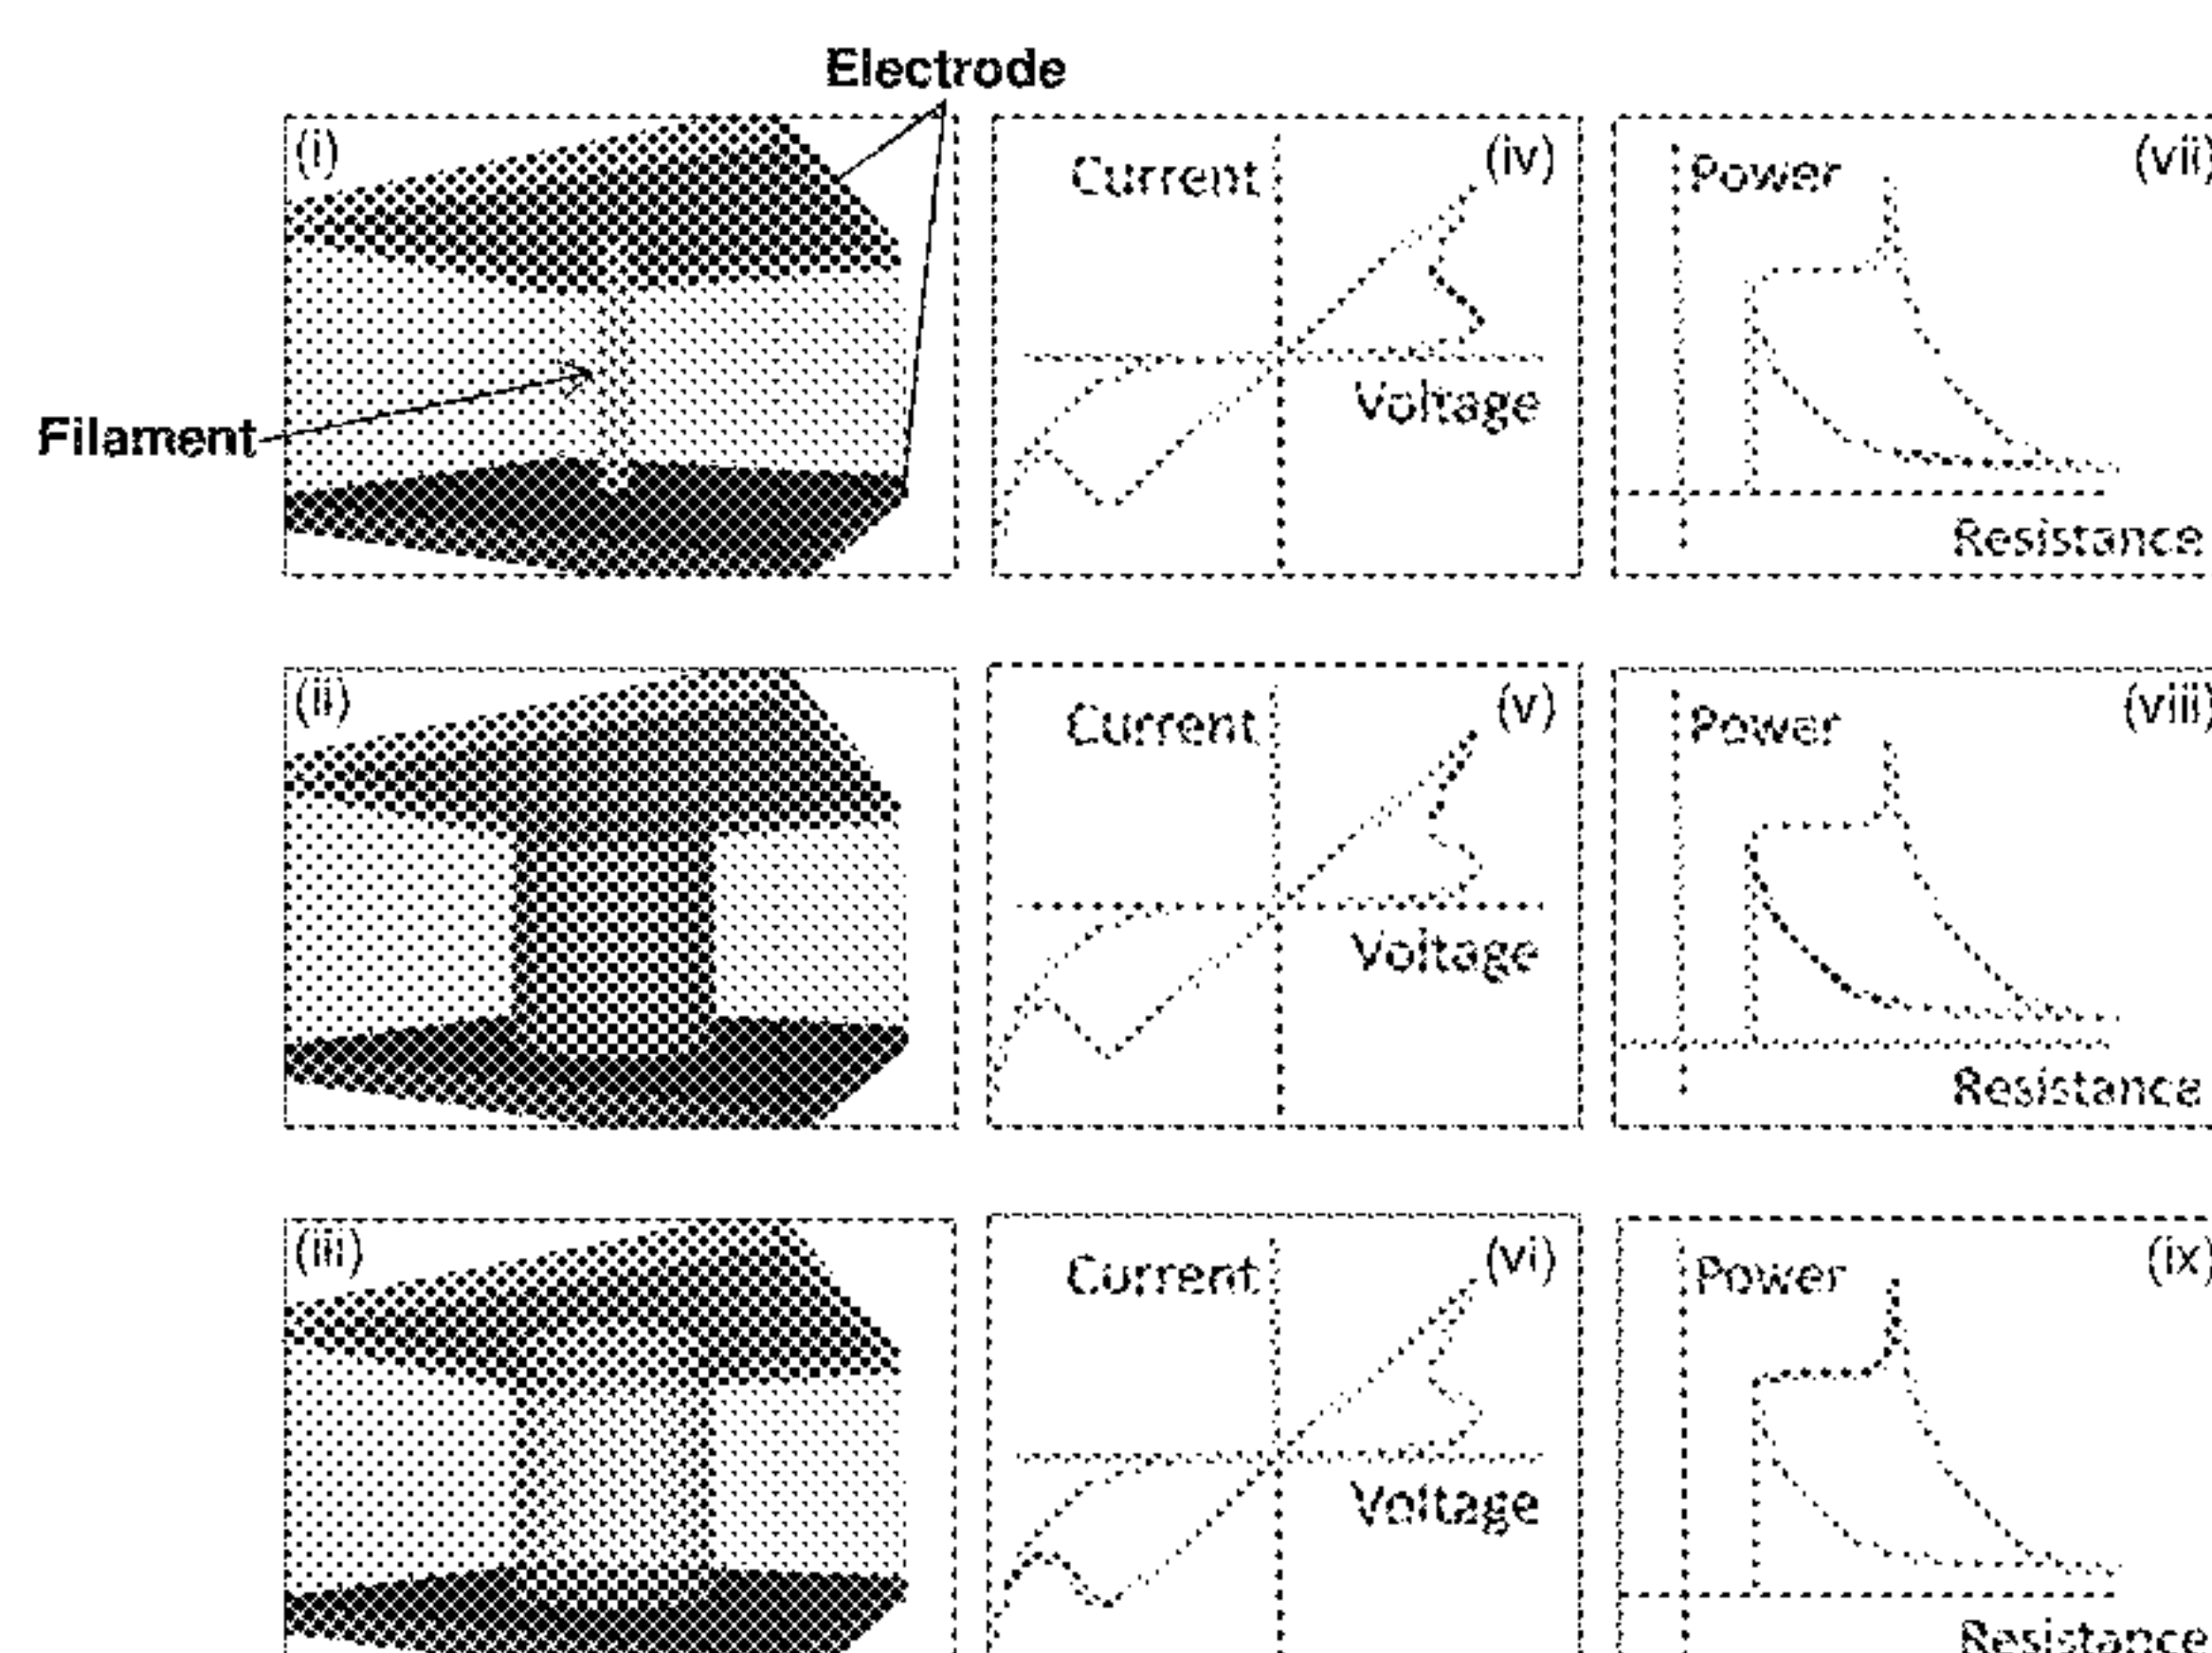 Electrode
(i)
Filament
Current
(iv)
Voltage
Power
(vii)
Resistance
(ii)
Current
(v)
Voltage
Power
(viii)
Resistance
(iii)
Current
(vi)
Voltage
Power
(ix)
Resistance